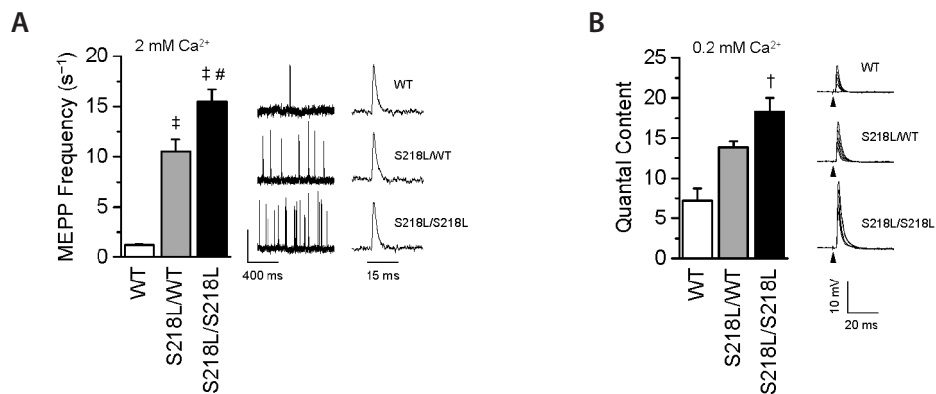 A
2 mM Ca²⁺
MEPP Frequency (s⁻¹)
20
15
10
5
0
‡
‡ #
WT
S218L/WT
S218L/S218L
WT
S218L/WT
S218L/S218L
400 ms
15 ms
B
0.2 mM Ca²⁺
Quantal Content
25
20
15
10
5
0
†
WT
S218L/WT
S218L/S218L
WT
S218L/WT
S218L/S218L
10 mV
20 ms